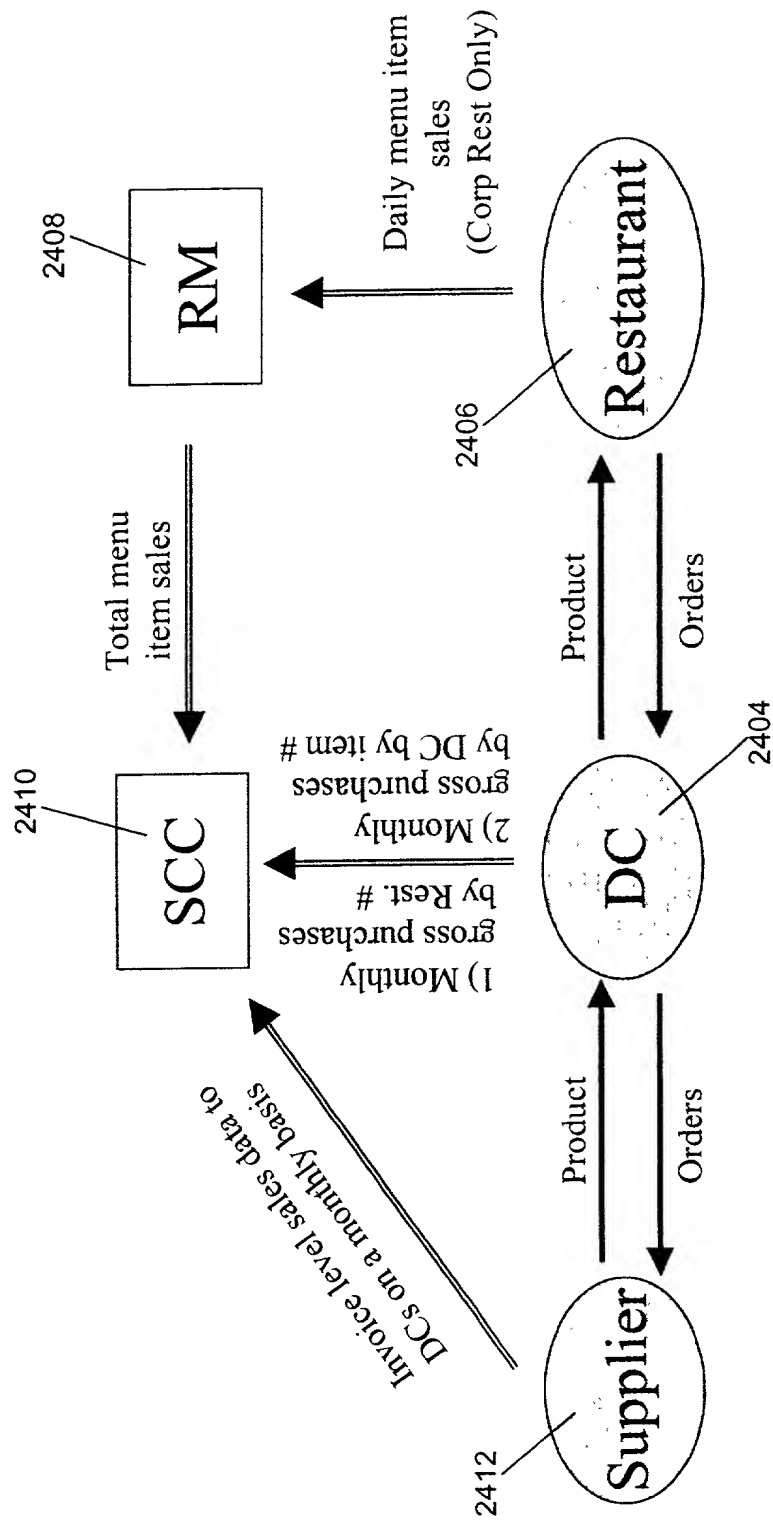 2410
SCC
Total menu
item sales
2408
RM
Invoice level sales data to
DCs on a monthly basis
1) Monthly
gross purchases
by Rest. #
2) Monthly
gross purchases
by DC by item #
Daily menu item
sales
(Corp Rest Only)
2412
Supplier
Product
Orders
DC
2404
Product
Orders
2406
Restaurant